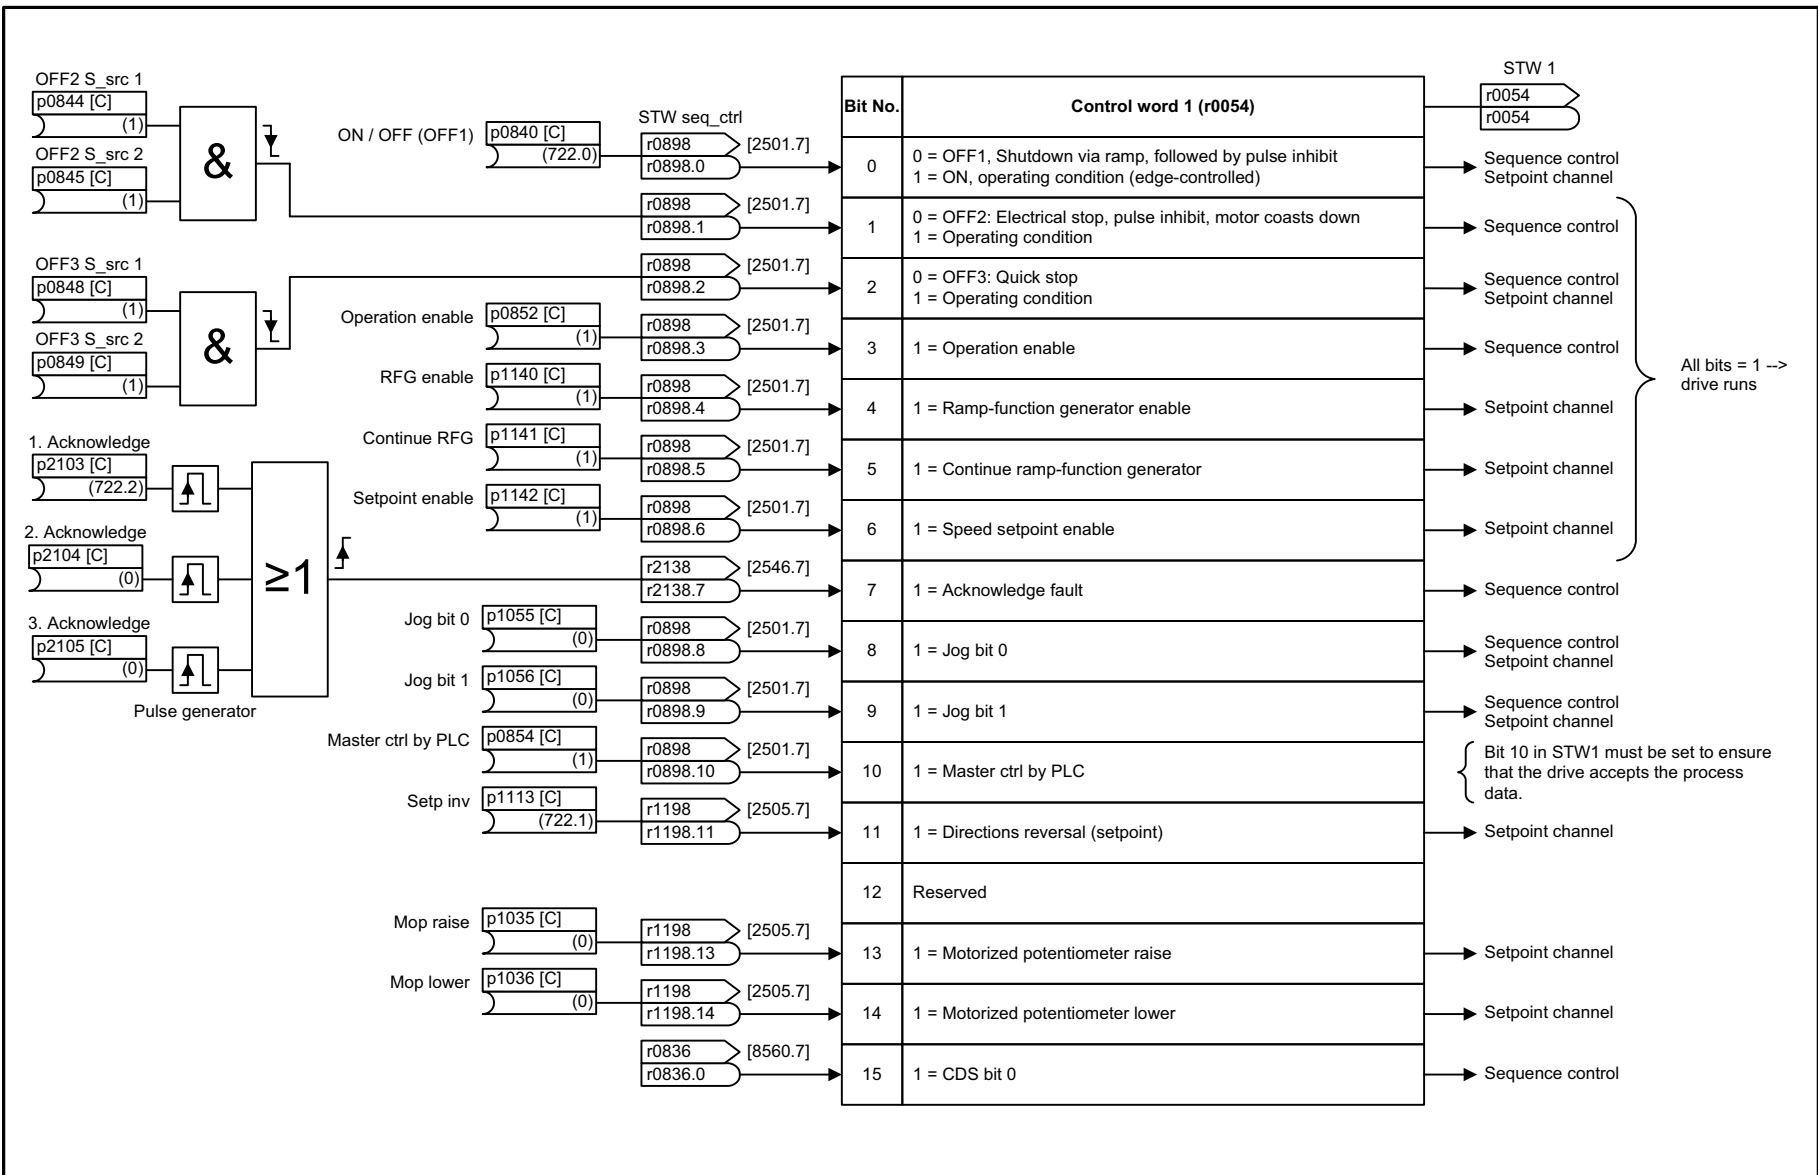 OFF2 S_src 1
p0844 [C]
(1)
OFF2 S_src 2
p0845 [C]
(1)
&
OFF3 S_src 1
p0848 [C]
(1)
OFF3 S_src 2
p0849 [C]
(1)
&
1. Acknowledge
p2103 [C]
(722.2)
2. Acknowledge
p2104 [C]
(0)
3. Acknowledge
p2105 [C]
(0)
≥1
Pulse generator
ON / OFF (OFF1)
p0840 [C]
(722.0)
Operation enable
p0852 [C]
(1)
RFG enable
p1140 [C]
(1)
Continue RFG
p1141 [C]
(1)
Setpoint enable
p1142 [C]
(1)
Jog bit 0
p1055 [C]
(0)
Jog bit 1
p1056 [C]
(0)
Master ctrl by PLC
p0854 [C]
(1)
Setp inv
p1113 [C]
(722.1)
Mop raise
p1035 [C]
(0)
Mop lower
p1036 [C]
(0)
STW seq_ctrl
r0898 [2501.7]
r0898.0
r0898 [2501.7]
r0898.1
r0898 [2501.7]
r0898.2
r0898 [2501.7]
r0898.3
r0898 [2501.7]
r0898.4
r0898 [2501.7]
r0898.5
r0898 [2501.7]
r0898.6
r2138 [2546.7]
r2138.7
r0898 [2501.7]
r0898.8
r0898 [2501.7]
r0898.9
r0898 [2501.7]
r0898.10
r1198 [2505.7]
r1198.11
r1198 [2505.7]
r1198.13
r1198 [2505.7]
r1198.14
r0836 [8560.7]
r0836.0
Bit No. Control word 1 (r0054)
0 0 = OFF1, Shutdown via ramp, followed by pulse inhibit
1 = ON, operating condition (edge-controlled)
1 0 = OFF2: Electrical stop, pulse inhibit, motor coasts down
1 = Operating condition
2 0 = OFF3: Quick stop
1 = Operating condition
3 1 = Operation enable
4 1 = Ramp-function generator enable
5 1 = Continue ramp-function generator
6 1 = Speed setpoint enable
7 1 = Acknowledge fault
8 1 = Jog bit 0
9 1 = Jog bit 1
10 1 = Master ctrl by PLC
11 1 = Directions reversal (setpoint)
12 Reserved
13 1 = Motorized potentiometer raise
14 1 = Motorized potentiometer lower
15 1 = CDS bit 0
STW 1
r0054
r0054
Sequence control
Setpoint channel
Sequence control
Sequence control
Setpoint channel
Sequence control
Setpoint channel
Setpoint channel
Setpoint channel
Sequence control
Sequence control
Setpoint channel
Sequence control
Setpoint channel
Bit 10 in STW1 must be set to ensure
that the drive accepts the process
data.
Setpoint channel
Setpoint channel
Setpoint channel
Sequence control
All bits = 1 -->
drive runs